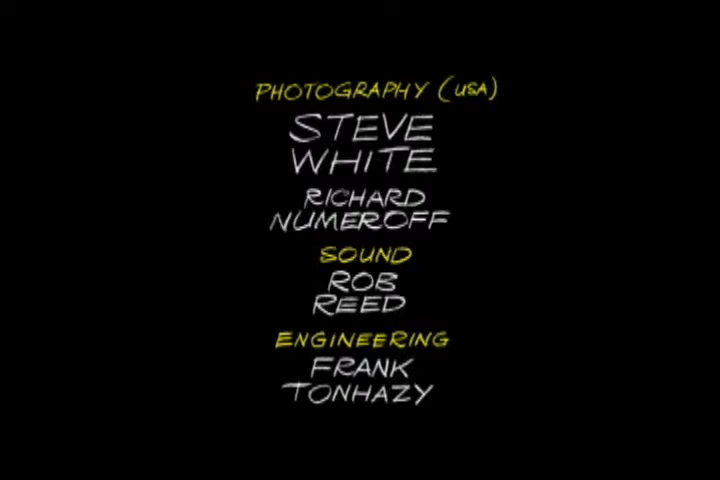 PHOTOGRAPHY (USA)
STEVE
WHITE
RICHARD
NUMEROFF
SOUND
ROB
REED
ENGINEERING
FRANK
TONHAZY